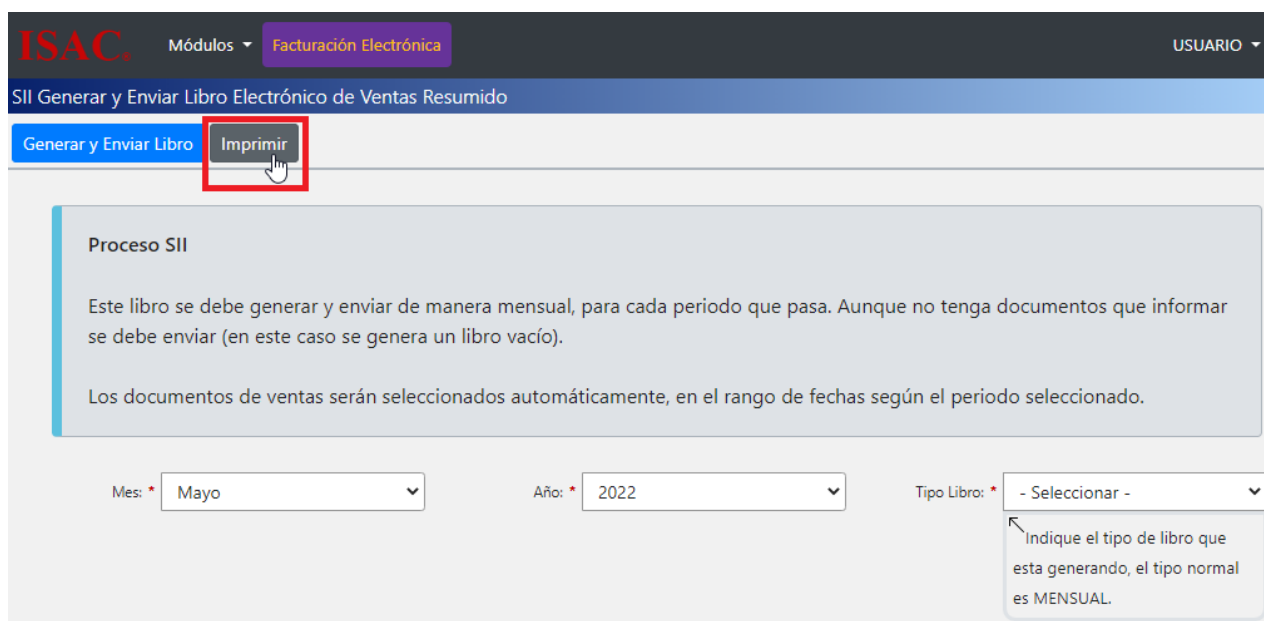 ISAC® Módulos Facturación Electrónica USUARIO
SII Generar y Enviar Libro Electrónico de Ventas Resumido
Generar y Enviar Libro Imprimir
Proceso SII
Este libro se debe generar y enviar de manera mensual, para cada periodo que pasa. Aunque no tenga documentos que informar
se debe enviar (en este caso se genera un libro vacío).
Los documentos de ventas serán seleccionados automáticamente, en el rango de fechas según el periodo seleccionado.
Mes: * Mayo Año: * 2022 Tipo Libro: * - Seleccionar -
Indique el tipo de libro que
esta generando, el tipo normal
es MENSUAL.